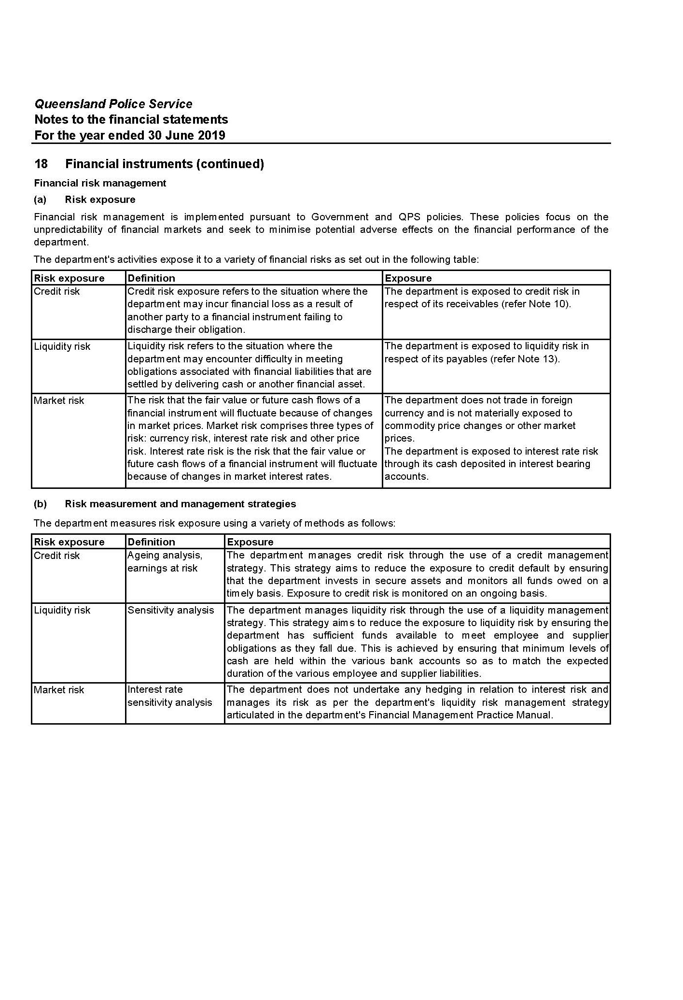 Queensland Police Service
Notes to the financial statements
For the year ended 30 June 2019
18 Financial instruments (continued)
Financial risk management
(a) Risk exposure
Financial risk management is implemented pursuant to Government and QPS policies. These policies focus on the
unpredictability of financial markets and seek to minimise potential adverse effects on the financial performance of the
department.
The department's activities expose it to a variety of financial risks as set out in the following table:
Risk exposure Definition Exposure
Credit risk Credit risk exposure refers to the situation where the The department is exposed to credit risk in
department may incur financial loss as a result of respect of its receivables (refer Note 10).
another party to a financial instrument failing to
discharge their obligation.
Liquidity risk Liquidity risk refers to the situation where the The department is exposed to liquidity risk in
department may encounter difficulty in meeting respect of its payables (refer Note 13).
obligations associated with financial liabilities that are
settled by delivering cash or another financial asset.
Market risk The risk that the fair value or future cash flows of a The department does not trade in foreign
financial instrument will fluctuate because of changes currency and is not materially exposed to
in market prices. Market risk comprises three types of commodity price changes or other market
risk: currency risk, interest rate risk and other price prices.
risk. Interest rate risk is the risk that the fair value or The department is exposed to interest rate risk
future cash flows of a financial instrument will fluctuate through its cash deposited in interest bearing
because of changes in market interest rates. accounts.
(b) Risk measurement and management strategies
The department measures risk exposure using a variety of methods as follows:
Risk exposure Definition Exposure
Credit risk Ageing analysis, The department manages credit risk through the use of a credit management
earnings at risk strategy. This strategy aims to reduce the exposure to credit default by ensuring
that the department invests in secure assets and monitors all funds owed on a
timely basis. Exposure to credit risk is monitored on an ongoing basis.
Liquidity risk Sensitivity analysis The department manages liquidity risk through the use of a liquidity management
strategy. This strategy aims to reduce the exposure to liquidity risk by ensuring the
department has sufficient funds available to meet employee and supplier
obligations as they fall due. This is achieved by ensuring that minimum levels of
cash are held within the various bank accounts so as to match the expected
duration of the various employee and supplier liabilities.
Market risk Interest rate The department does not undertake any hedging in relation to interest risk and
sensitivity analysis manages its risk as per the department's liquidity risk management strategy
articulated in the department's Financial Management Practice Manual.